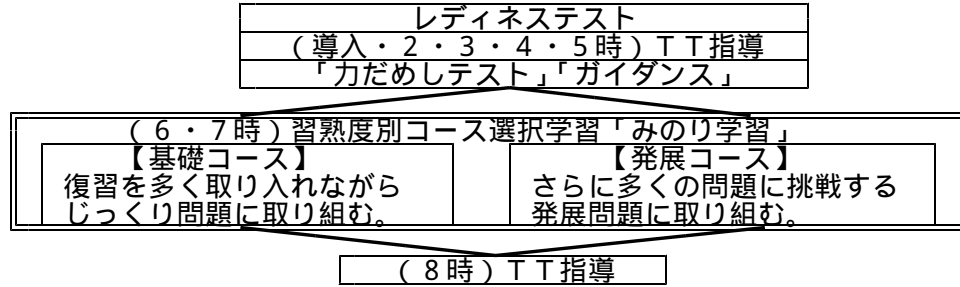 レディネステスト
(導入・2・3・4・5時)TT指導
「力だめしテスト」「ガイダンス」
(6・7時)習熟度別コース選択学習「みのり学習」
【基礎コース】
復習を多く取り入れながら
じっくり問題に取り組む。
【発展コース】
さらに多くの問題に挑戦する
発展問題に取り組む。
(8時)TT指導